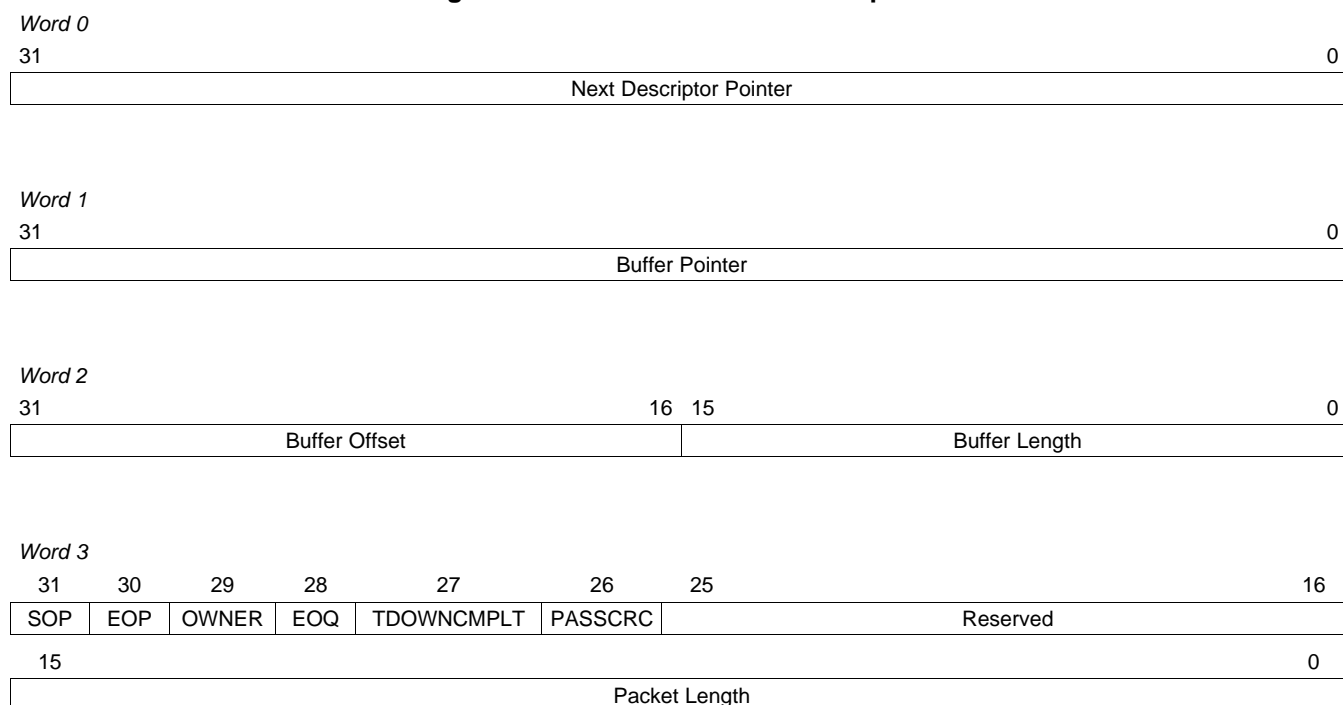 Word 0
31 0
Next Descriptor Pointer
Word 1
31 0
Buffer Pointer
Word 2
31 16 15 0
Buffer Offset Buffer Length
Word 3
31 30 29 28 27 26 25 16
SOP EOP OWNER EOQ TDOWNCMPLT PASSCRC Reserved
15 0
Packet Length